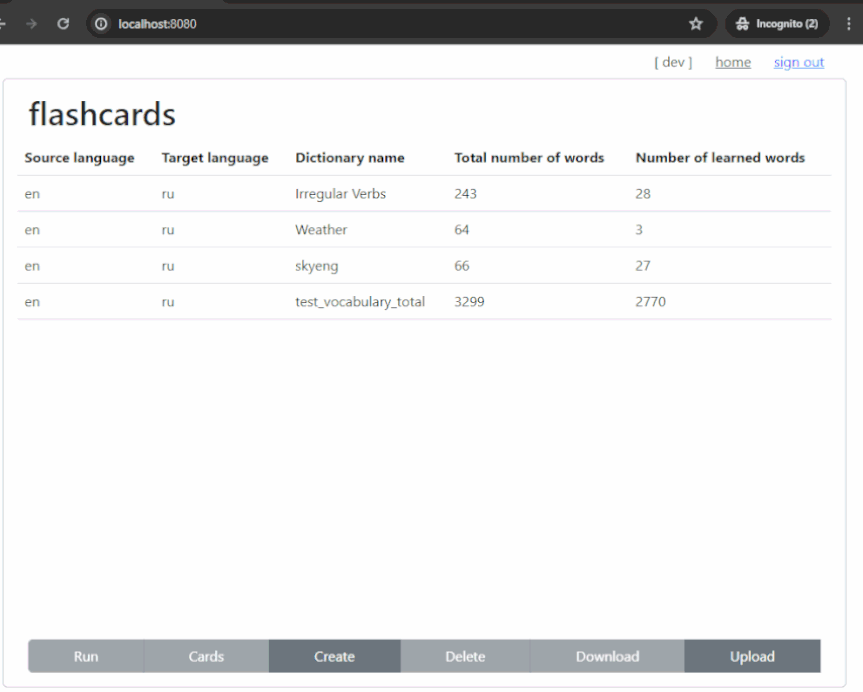 localhost:8080 Incognito (2)
[ dev ] home sign out
flashcards
Source language Target language Dictionary name Total number of words Number of learned words
en ru Irregular Verbs 243 28
en ru Weather 64 3
en ru skyeng 66 27
en ru test_vocabulary_total 3299 2770
Run Cards Create Delete Download Upload